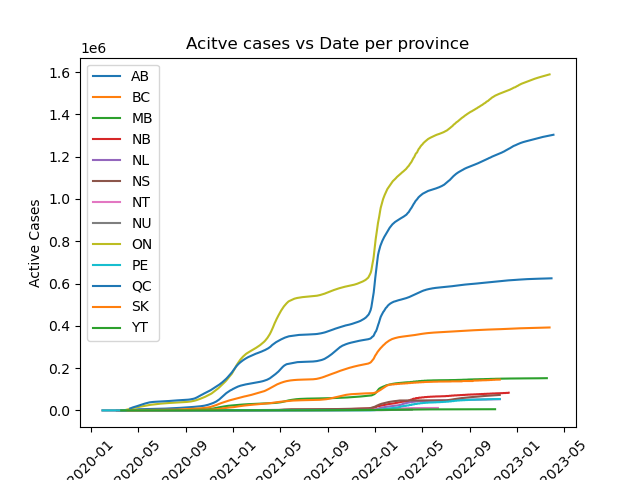 Acitve cases vs Date per province
1e6
1.6
1.4
1.2
1.0
0.8
0.6
0.4
0.2
0.0
Active Cases
AB
BC
MB
NB
NL
NS
NT
NU
ON
PE
QC
SK
YT
2020-01
2020-05
2020-09
2021-01
2021-05
2021-09
2022-01
2022-05
2022-09
2023-01
2023-05